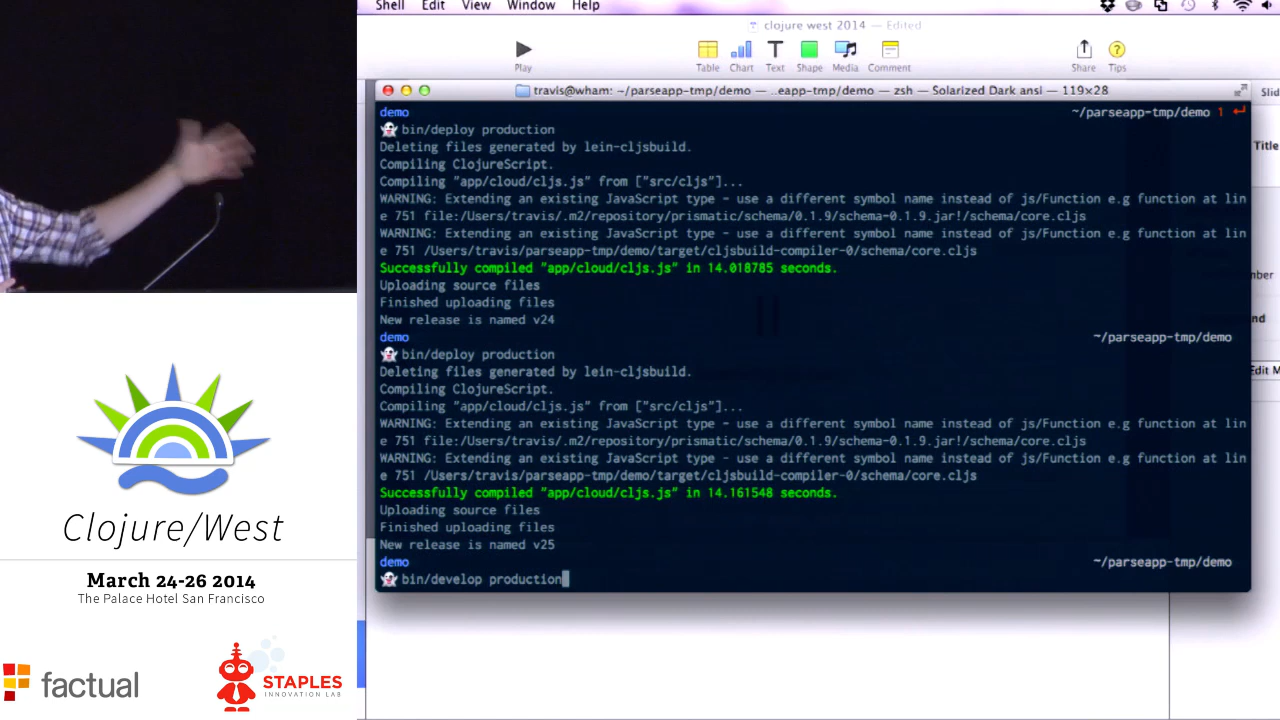 Shell Edit View Window Help
clojure west 2014 — Edited
Play Table Chart Text Shape Media Comment Share Tips
travis@wham: ~/parseapp-tmp/demo — ..eapp-tmp/demo — zsh — Solarized Dark ansi — 119×28
Slid
demo ~/parseapp-tmp/demo 1 ↵
bin/deploy production
Title
Deleting files generated by lein-cljsbuild.
Compiling ClojureScript.
Compiling "app/cloud/cljs.js" from ["src/cljs"]...
WARNING: Extending an existing JavaScript type - use a different symbol name instead of js/Function e.g function at lin
e 751 file:/Users/travis/.m2/repository/prismatic/schema/0.1.9/schema-0.1.9.jar!/schema/core.cljs
WARNING: Extending an existing JavaScript type - use a different symbol name instead of js/Function e.g function at lin
e 751 /Users/travis/parseapp-tmp/demo/target/cljsbuild-compiler-0/schema/core.cljs
Successfully compiled "app/cloud/cljs.js" in 14.018785 seconds.
mber
Uploading source files
Finished uploading files
New release is named v24
nd
demo ~/parseapp-tmp/demo
bin/deploy production
Deleting files generated by lein-cljsbuild.
Edit M
Compiling ClojureScript.
Compiling "app/cloud/cljs.js" from ["src/cljs"]...
WARNING: Extending an existing JavaScript type - use a different symbol name instead of js/Function e.g function at lin
e 751 file:/Users/travis/.m2/repository/prismatic/schema/0.1.9/schema-0.1.9.jar!/schema/core.cljs
WARNING: Extending an existing JavaScript type - use a different symbol name instead of js/Function e.g function at lin
e 751 /Users/travis/parseapp-tmp/demo/target/cljsbuild-compiler-0/schema/core.cljs
Successfully compiled "app/cloud/cljs.js" in 14.161548 seconds.
Uploading source files
Finished uploading files
New release is named v25
demo ~/parseapp-tmp/demo
bin/develop production
Clojure/West
March 24-26 2014
The Palace Hotel San Francisco
factual
STAPLES
INNOVATION LAB